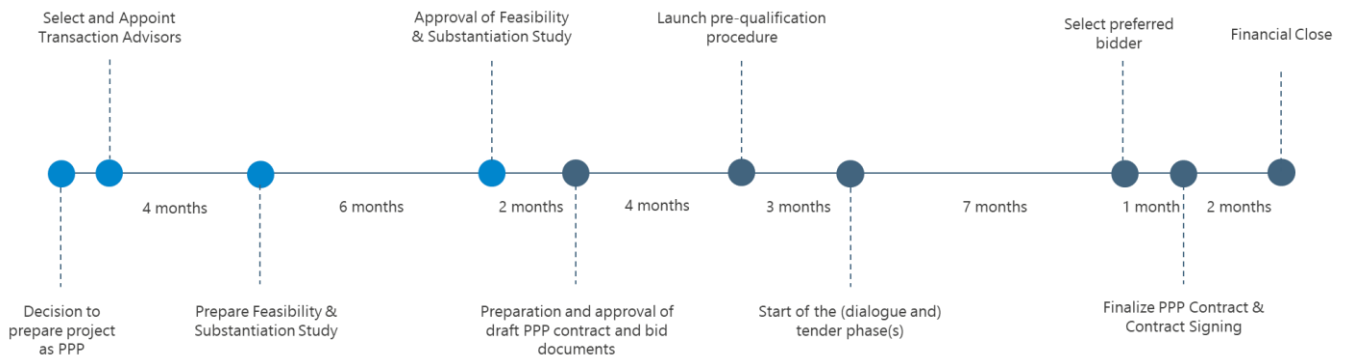 Select and Appoint
Transaction Advisors
Approval of Feasibility
& Substantiation Study
Launch pre-qualification
procedure
Select preferred
bidder
Financial Close
4 months
6 months
2 months
4 months
3 months
7 months
1 month
2 months
Decision to
prepare project
as PPP
Prepare Feasibility &
Substantiation Study
Preparation and approval of
draft PPP contract and bid
documents
Start of the (dialogue and)
tender phase(s)
Finalize PPP Contract &
Contract Signing